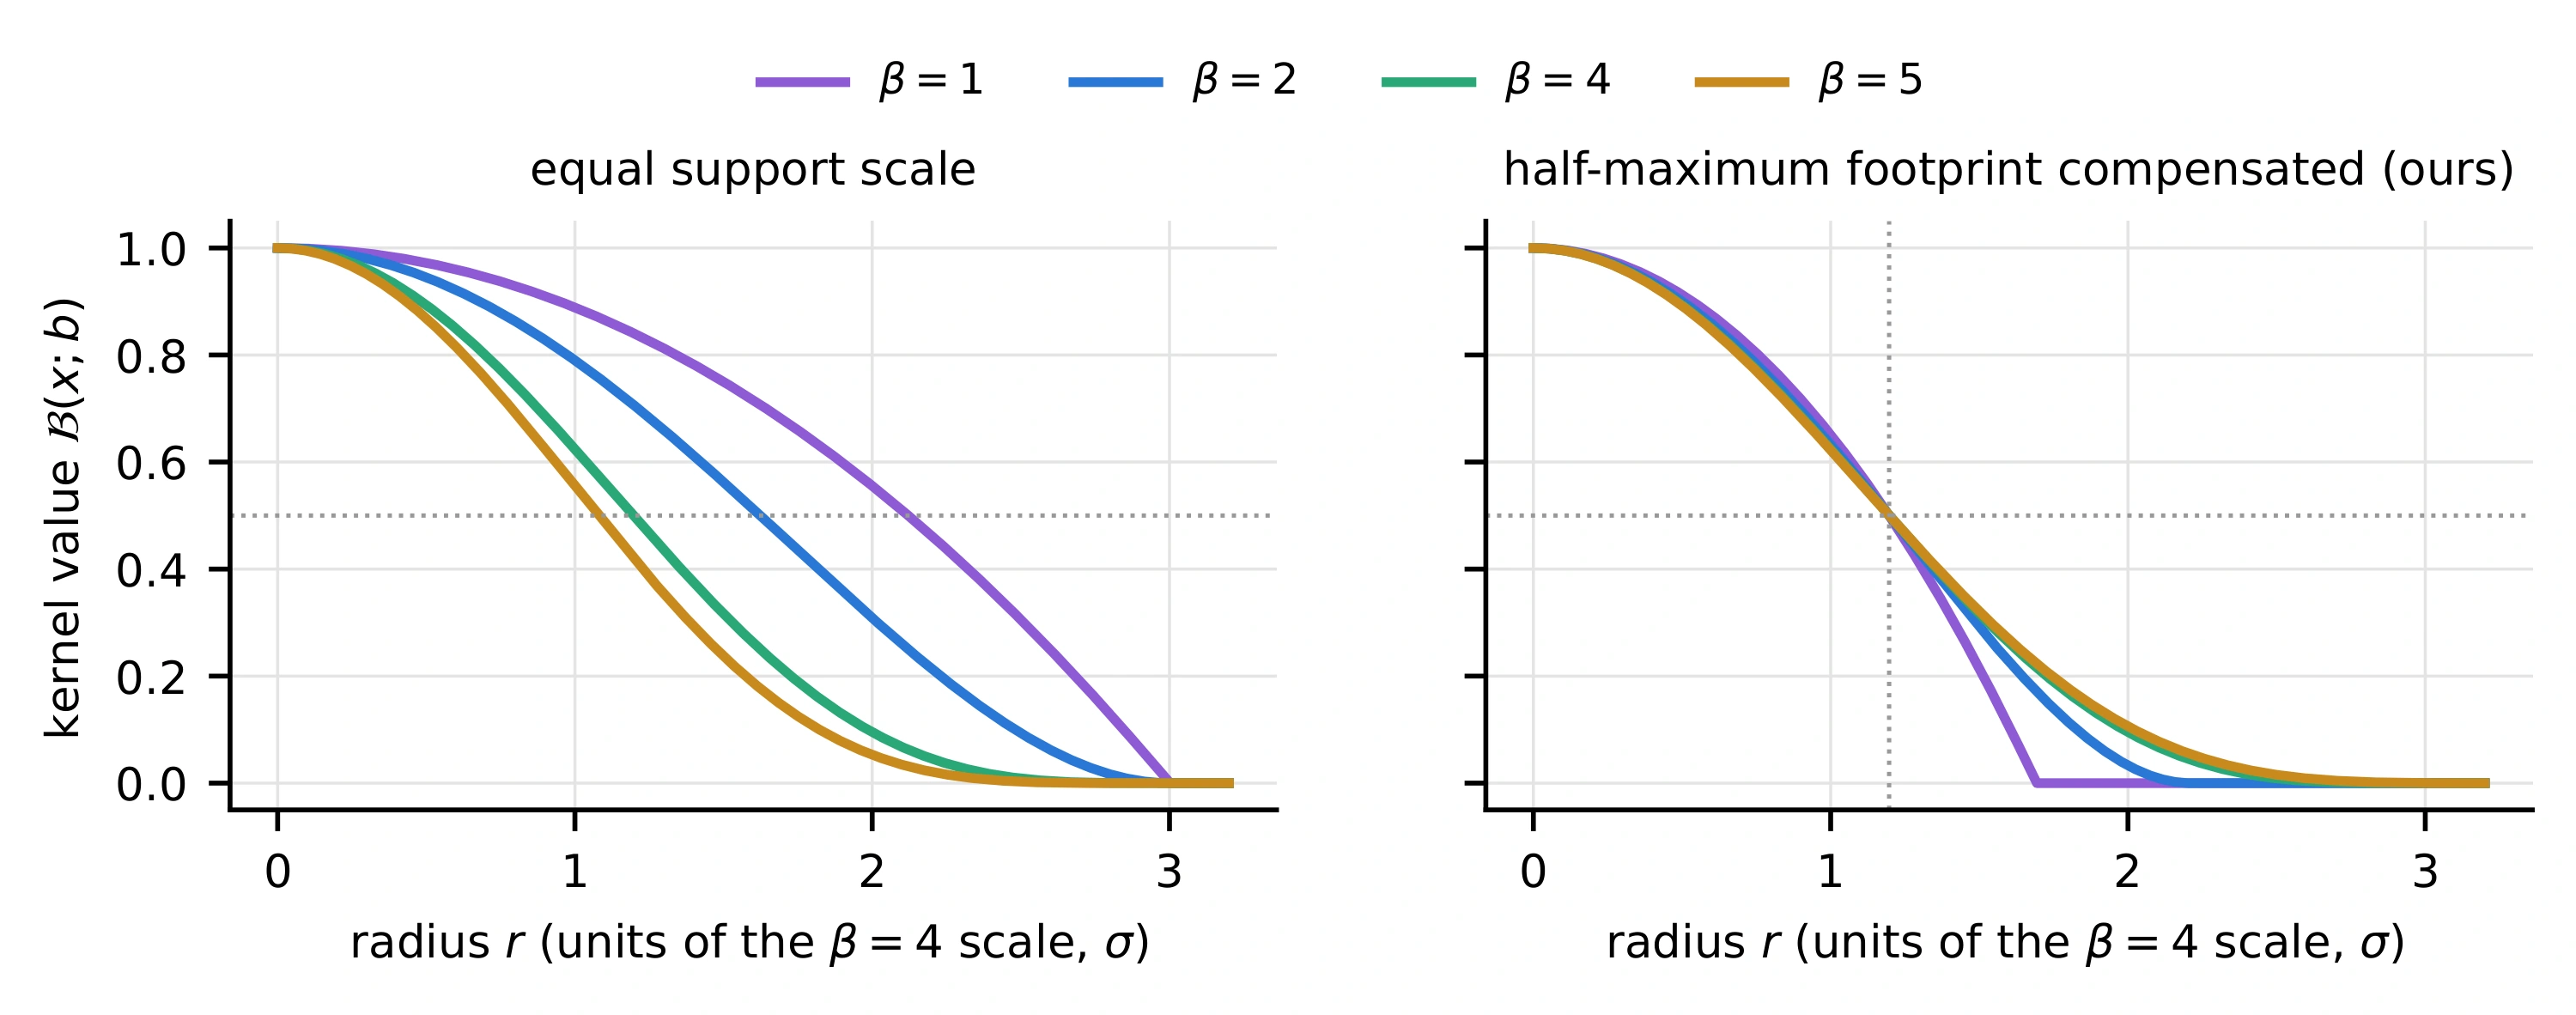 β = 1 β = 2 β = 4 β = 5
equal support scale
half-maximum footprint compensated (ours)
kernel value ℬ(x; b)
1.0
0.8
0.6
0.4
0.2
0.0
0 1 2 3
radius r (units of the β = 4 scale, σ)
0 1 2 3
radius r (units of the β = 4 scale, σ)